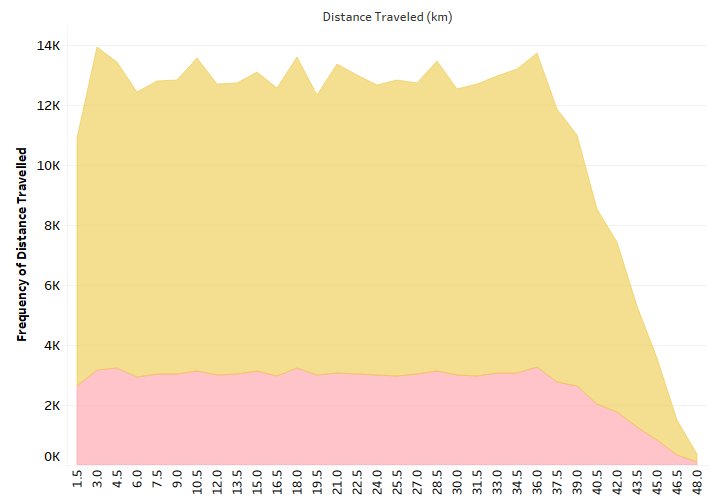 Distance Traveled (km)
Frequency of Distance Travelled
14K
12K
10K
8K
6K
4K
2K
0K
1.5 3.0 4.5 6.0 7.5 9.0 10.5 12.0 13.5 15.0 16.5 18.0 19.5 21.0 22.5 24.0 25.5 27.0 28.5 30.0 31.5 33.0 34.5 36.0 37.5 39.0 40.5 42.0 43.5 45.0 46.5 48.0